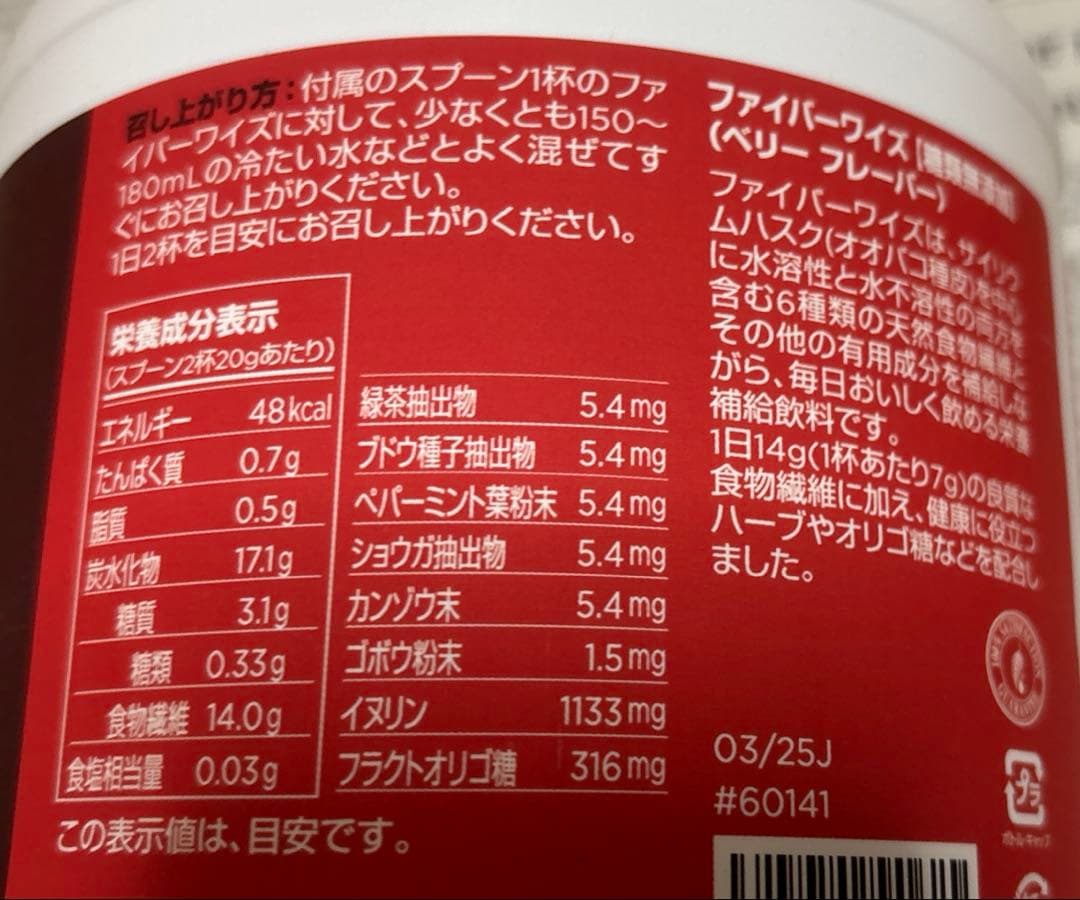 召し上がり方：付属のスプーン1杯のファ
イバーワイズに対して、少なくとも150～
180mLの冷たい水などとよく混ぜてす
ぐにお召し上がりください。
1日2杯を目安にお召し上がりください。
栄養成分表示
(スプーン2杯20gあたり)
エネルギー 48kcal
たんぱく質 0.7g
脂質 0.5g
炭水化物 17.1g
糖質 3.1g
糖類 0.33g
食物繊維 14.0g
食塩相当量 0.03g
緑茶抽出物 5.4mg
ブドウ種子抽出物 5.4mg
ペパーミント葉粉末 5.4mg
ショウガ抽出物 5.4mg
カンゾウ末 5.4mg
ゴボウ粉末 1.5mg
イヌリン 1133mg
フラクトオリゴ糖 316mg
この表示値は、目安です。
ファイバーワイズ
(ベリー フレーバー)
ファイバーワイズは、サイリウ
ムハスク(オオバコ種皮)を中心
に水溶性と水不溶性の両方を
含む6種類の天然食物繊維と
その他の有用成分を補給しな
がら、毎日おいしく飲める栄養
補給飲料です。
1日14g(1杯あたり7g)の良質な
食物繊維に加え、健康に役立つ
ハーブやオリゴ糖などを配合し
ました。
03/25J
#60141
プラ
ボトル・キャップ